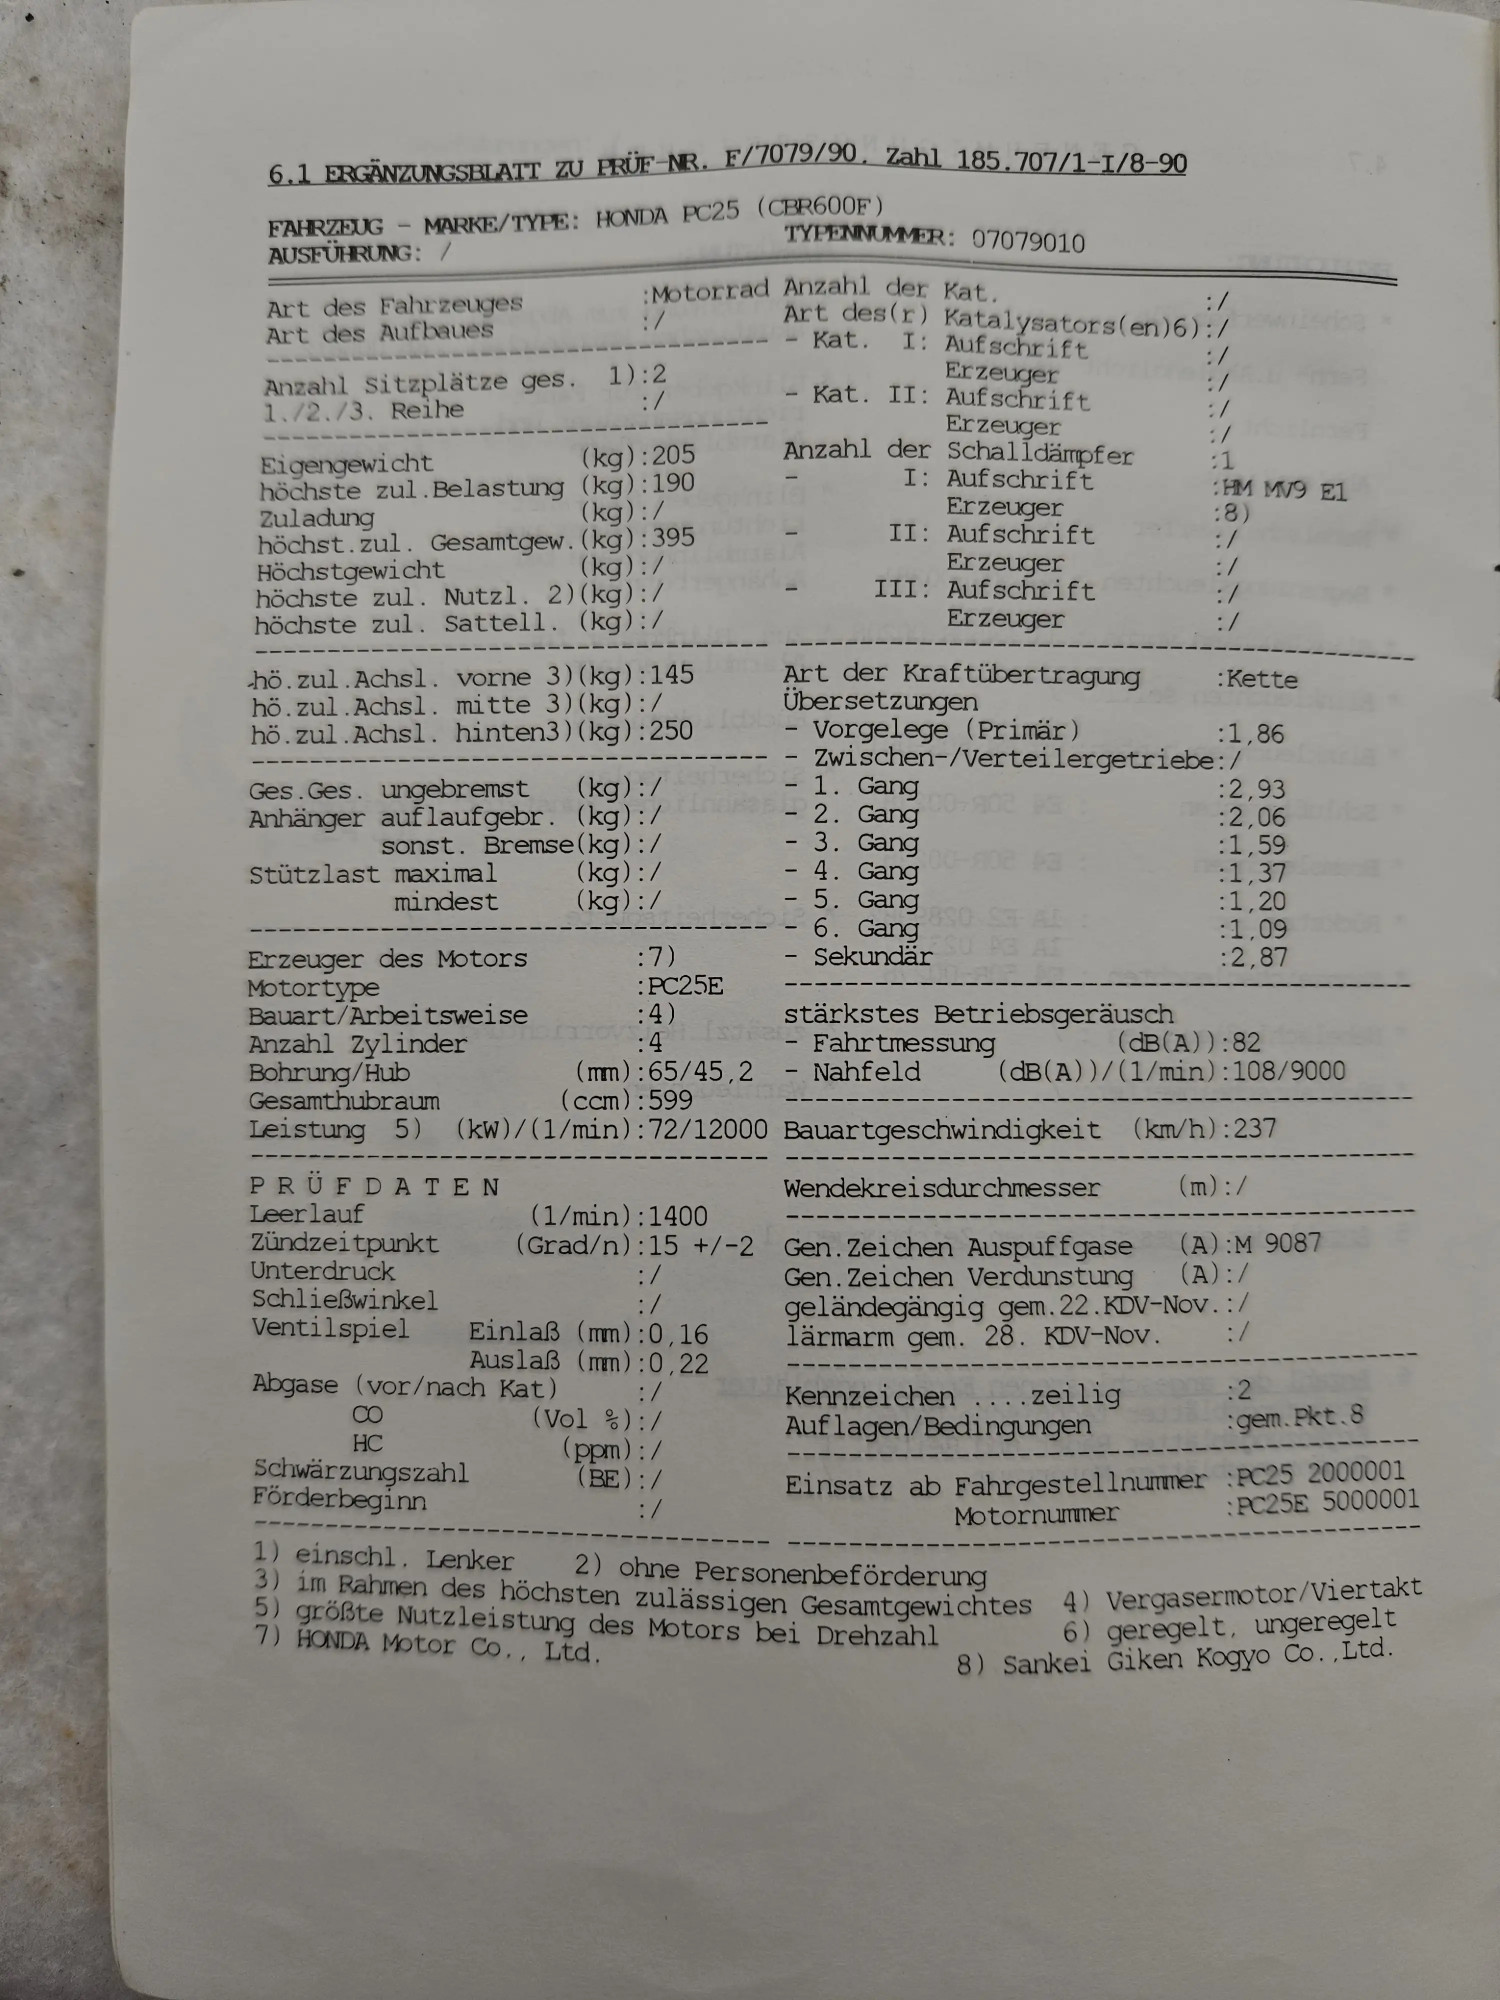 6.1 ERGÄNZUNGSBLATT ZU PRÜF-NR. F/7079/90. Zahl 185.707/1-I/8-90
FAHRZEUG - MARKE/TYPE: HONDA PC25 (CBR600F)
AUSFÜHRUNG: /
TYPENNUMMER: 07079010
Art des Fahrzeuges :Motorrad
Art des Aufbaues :/
Anzahl Sitzplätze ges. 1):2
1./2./3. Reihe :/
Eigengewicht (kg):205
höchste zul.Belastung (kg):190
Zuladung (kg):/
höchst.zul. Gesamtgew.(kg):395
Höchstgewicht (kg):/
höchste zul. Nutzl. 2)(kg):/
höchste zul. Sattell. (kg):/
hö.zul.Achsl. vorne 3)(kg):145
hö.zul.Achsl. mitte 3)(kg):/
hö.zul.Achsl. hinten3)(kg):250
Ges.Ges. ungebremst (kg):/
Anhänger auflaufgebr. (kg):/
sonst. Bremse(kg):/
Stützlast maximal (kg):/
mindest (kg):/
Erzeuger des Motors :7)
Motortype :PC25E
Bauart/Arbeitsweise :4)
Anzahl Zylinder :4
Bohrung/Hub (mm):65/45,2
Gesamthubraum (ccm):599
Leistung 5) (kW)/(1/min):72/12000
PRÜFDATEN
Leerlauf (1/min):1400
Zündzeitpunkt (Grad/n):15 +/-2
Unterdruck :/
Schließwinkel :/
Ventilspiel Einlaß (mm):0,16
Auslaß (mm):0,22
Abgase (vor/nach Kat) :/
CO (Vol %):/
HC (ppm):/
Schwärzungszahl (BE):/
Förderbeginn :/
Anzahl der Kat. :/
Art des(r) Katalysators(en)6):/
- Kat. I: Aufschrift :/
Erzeuger :/
- Kat. II: Aufschrift :/
Erzeuger :/
Anzahl der Schalldämpfer :1
- I: Aufschrift :HM MV9 E1
Erzeuger :8)
- II: Aufschrift :/
Erzeuger :/
- III: Aufschrift :/
Erzeuger :/
Art der Kraftübertragung :Kette
Übersetzungen
- Vorgelege (Primär) :1,86
- Zwischen-/Verteilergetriebe:/
- 1. Gang :2,93
- 2. Gang :2,06
- 3. Gang :1,59
- 4. Gang :1,37
- 5. Gang :1,20
- 6. Gang :1,09
- Sekundär :2,87
stärkstes Betriebsgeräusch
- Fahrtmessung (dB(A)):82
- Nahfeld (dB(A))/(1/min):108/9000
Bauartgeschwindigkeit (km/h):237
Wendekreisdurchmesser (m):/
Gen.Zeichen Auspuffgase (A):M 9087
Gen.Zeichen Verdunstung (A):/
geländegängig gem.22.KDV-Nov.:/
lärmarm gem. 28. KDV-Nov. :/
Kennzeichen ....zeilig :2
Auflagen/Bedingungen :gem.Pkt.8
Einsatz ab Fahrgestellnummer :PC25 2000001
Motornummer :PC25E 5000001
1) einschl. Lenker 2) ohne Personenbeförderung
3) im Rahmen des höchsten zulässigen Gesamtgewichtes 4) Vergasermotor/Viertakt
5) größte Nutzleistung des Motors bei Drehzahl 6) geregelt, ungeregelt
7) HONDA Motor Co., Ltd. 8) Sankei Giken Kogyo Co.,Ltd.